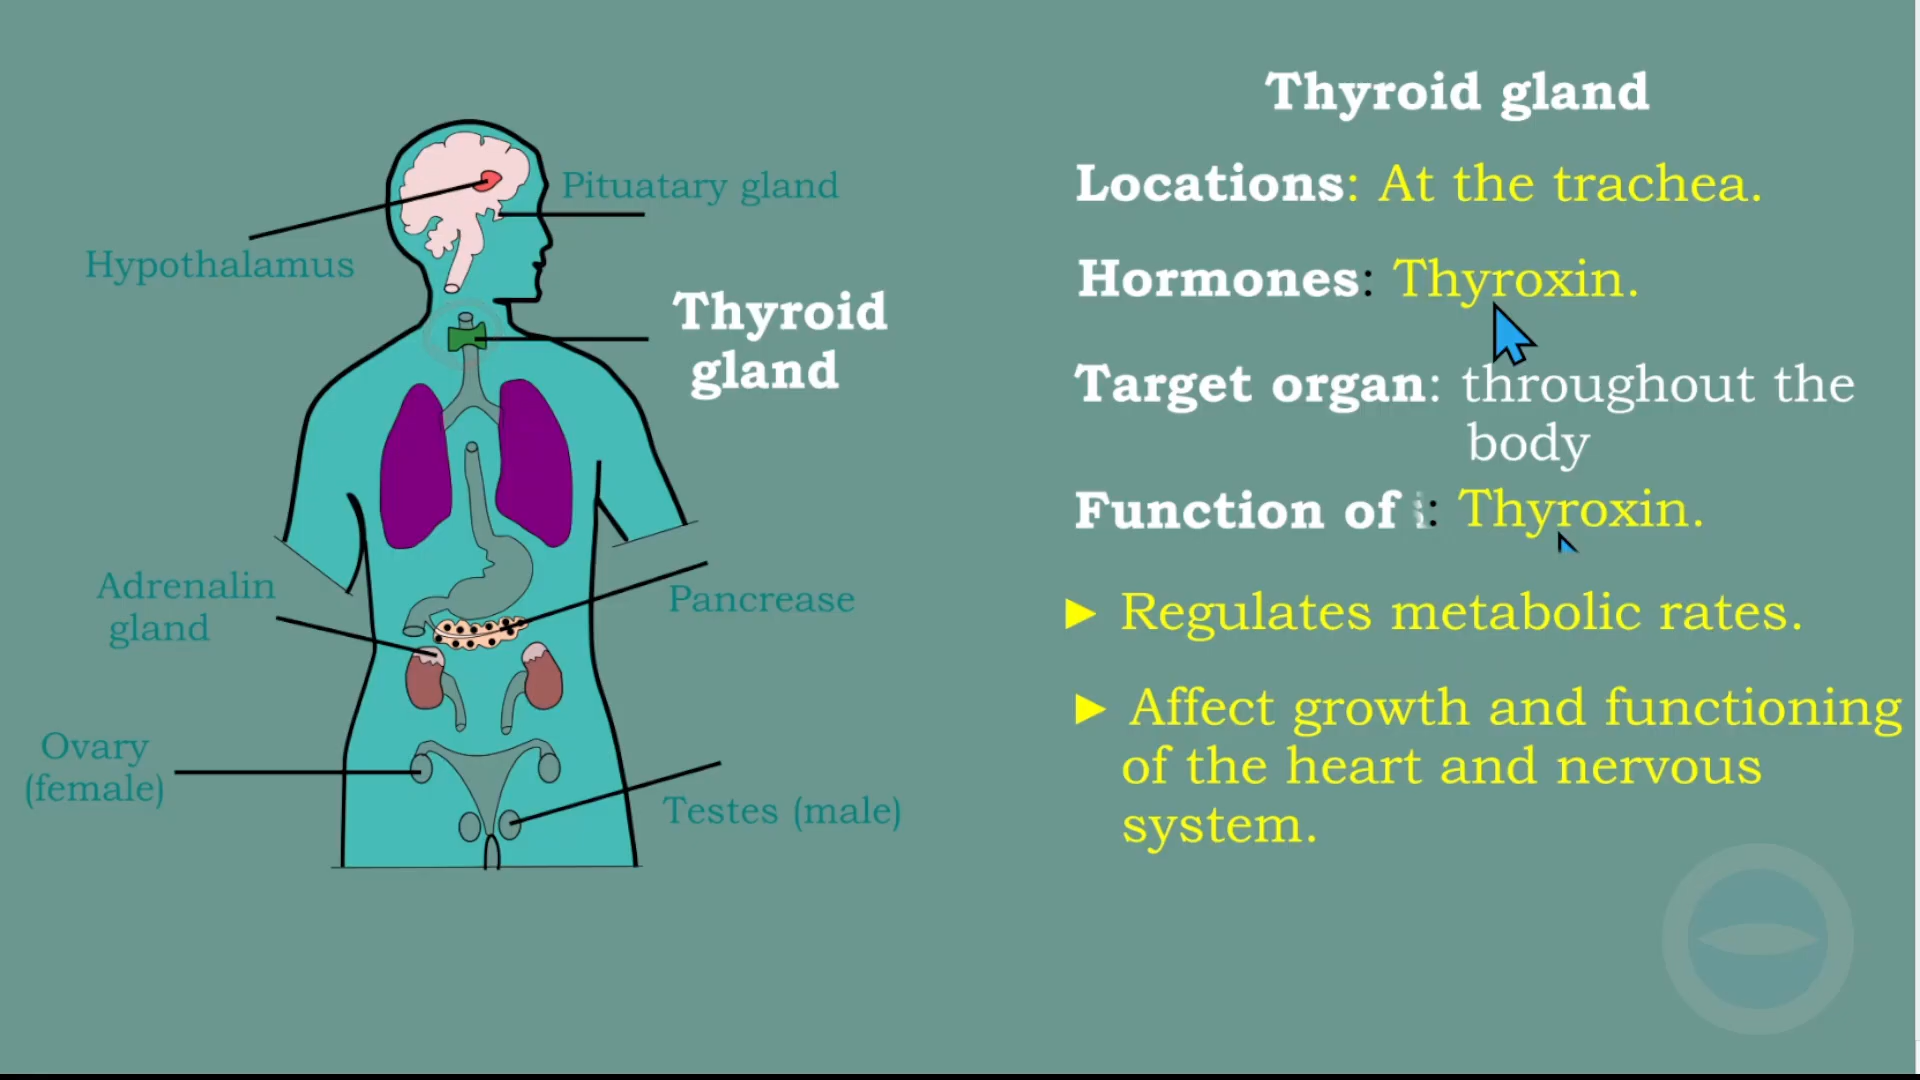 Pituatary gland
Hypothalamus
Thyroid
gland
Adrenalin
gland
Pancrease
Ovary
(female)
Testes (male)
Thyroid gland
Locations: At the trachea.
Hormones: Thyroxin.
Target organ: throughout the
body
Function of : Thyroxin.
► Regulates metabolic rates.
► Affect growth and functioning
of the heart and nervous
system.